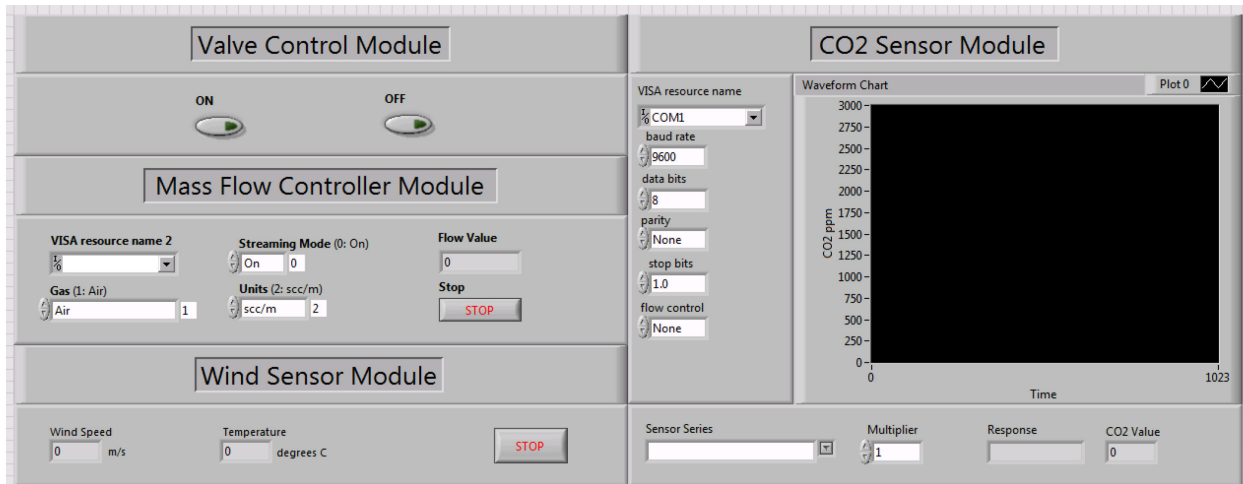 Valve Control Module
ON OFF
Mass Flow Controller Module
VISA resource name 2 Streaming Mode (0: On) Flow Value
On 0 0
Gas (1: Air) Units (2: scc/m) Stop
Air 1 scc/m 2 STOP
Wind Sensor Module
Wind Speed Temperature
0 m/s 0 degrees C STOP
CO2 Sensor Module
VISA resource name
COM1
baud rate
9600
data bits
8
parity
None
stop bits
1.0
flow control
None
Waveform Chart Plot 0
3000
2750
2500
2250
2000
1750
1500
1250
1000
750
500
250
0
CO2 ppm
0 1023
Time
Sensor Series Multiplier Response CO2 Value
1 0